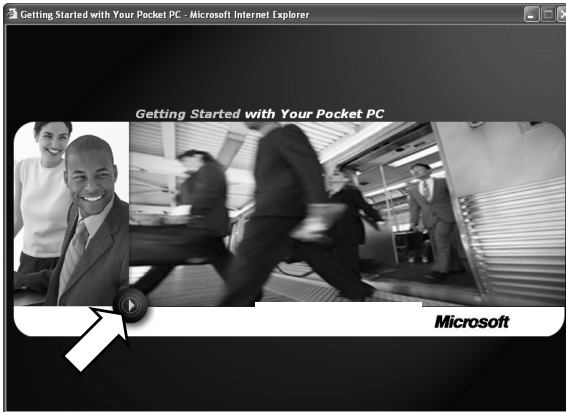 Getting Started with Your Pocket PC - Microsoft Internet Explorer
Getting Started with Your Pocket PC
Microsoft